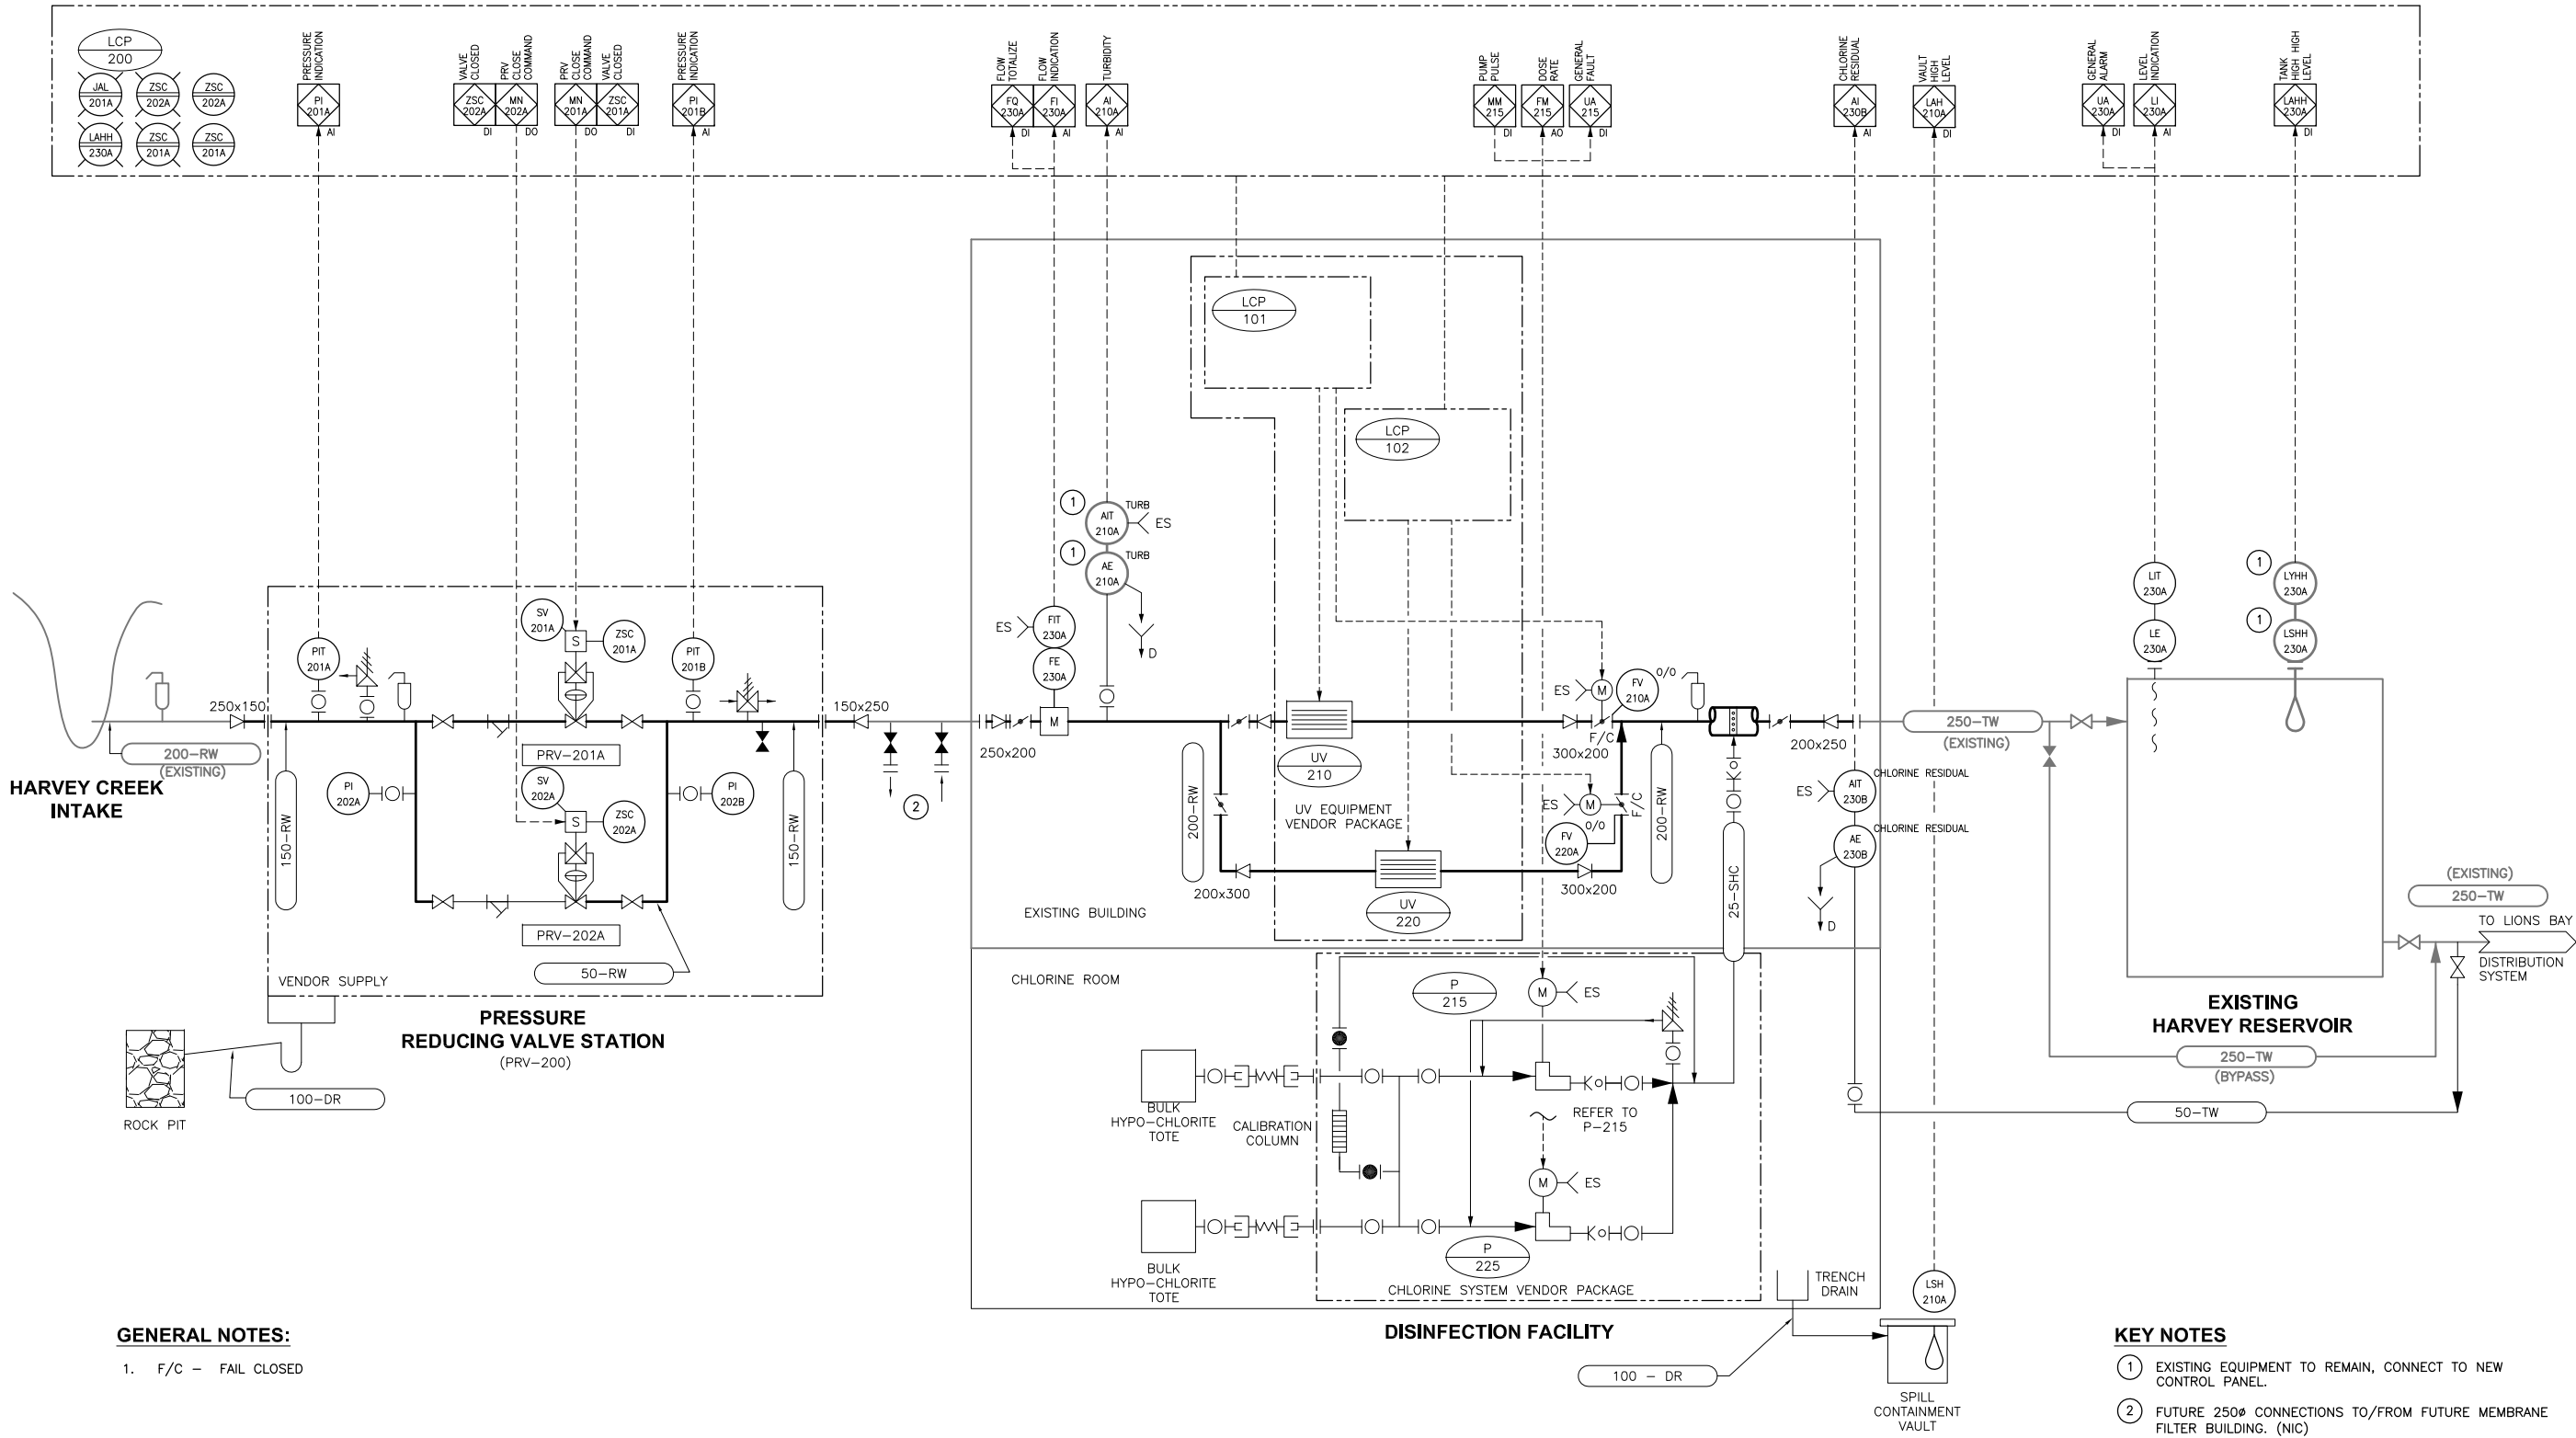 LCP
200
JAL
201A
ZSC
202A
ZSC
202A
LAHH
230A
ZSC
201A
ZSC
201A
PRESSURE
INDICATION
PI
201A
AI
VALVE
CLOSED
ZSC
202A
DI
PRV
CLOSE
COMMAND
MN
202A
DO
PRV
CLOSE
COMMAND
MN
201A
DO
VALVE
CLOSED
ZSC
201A
DI
PRESSURE
INDICATION
PI
201B
AI
FLOW
TOTALIZE
FQ
230A
DI
FLOW
INDICATION
FI
230A
AI
TURBIDITY
AI
210A
AI
PUMP
PULSE
MM
215
DI
DOSE
RATE
FM
215
AO
GENERAL
FAULT
UA
215
DI
CHLORINE
RESIDUAL
AI
230B
AI
VAULT
HIGH
LEVEL
LAH
210A
DI
GENERAL
ALARM
UA
230A
DI
LEVEL
INDICATION
LI
230A
AI
TANK
HIGH HIGH
LEVEL
LAHH
230A
DI
HARVEY CREEK
INTAKE
200-RW
(EXISTING)
250x150
150-RW
PIT
201A
PI
202A
SV
201A
S
ZSC
201A
PRV-201A
SV
202A
S
ZSC
202A
PRV-202A
PIT
201B
PI
202B
150-RW
50-RW
VENDOR SUPPLY
PRESSURE
REDUCING VALVE STATION
(PRV-200)
ROCK PIT
100-DR
150x250
2
250x200
ES
FIT
230A
FE
230A
M
1
AIT
210A
TURB
ES
1
AE
210A
TURB
D
LCP
101
LCP
102
200-RW
200x300
UV
210
UV EQUIPMENT
VENDOR PACKAGE
UV
220
EXISTING BUILDING
ES
M
FV
210A
O/O
F/C
300x200
ES
M
O/O
F/C
FV
220A
300x200
200-RW
25-SHC
200x250
ES
AIT
230B
CHLORINE RESIDUAL
AE
230B
CHLORINE RESIDUAL
D
250-TW
(EXISTING)
LIT
230A
LE
230A
1
LYHH
230A
1
LSHH
230A
(EXISTING)
250-TW
TO LIONS BAY
DISTRIBUTION
SYSTEM
EXISTING
HARVEY RESERVOIR
250-TW
(BYPASS)
50-TW
CHLORINE ROOM
P
215
M
ES
BULK
HYPO-CHLORITE
TOTE
CALIBRATION
COLUMN
REFER TO
P-215
M
ES
BULK
HYPO-CHLORITE
TOTE
P
225
CHLORINE SYSTEM VENDOR PACKAGE
TRENCH
DRAIN
LSH
210A
DISINFECTION FACILITY
100 - DR
SPILL
CONTAINMENT
VAULT
GENERAL NOTES:
1. F/C - FAIL CLOSED
KEY NOTES
1 EXISTING EQUIPMENT TO REMAIN, CONNECT TO NEW
CONTROL PANEL.
2 FUTURE 250ø CONNECTIONS TO/FROM FUTURE MEMBRANE
FILTER BUILDING. (NIC)